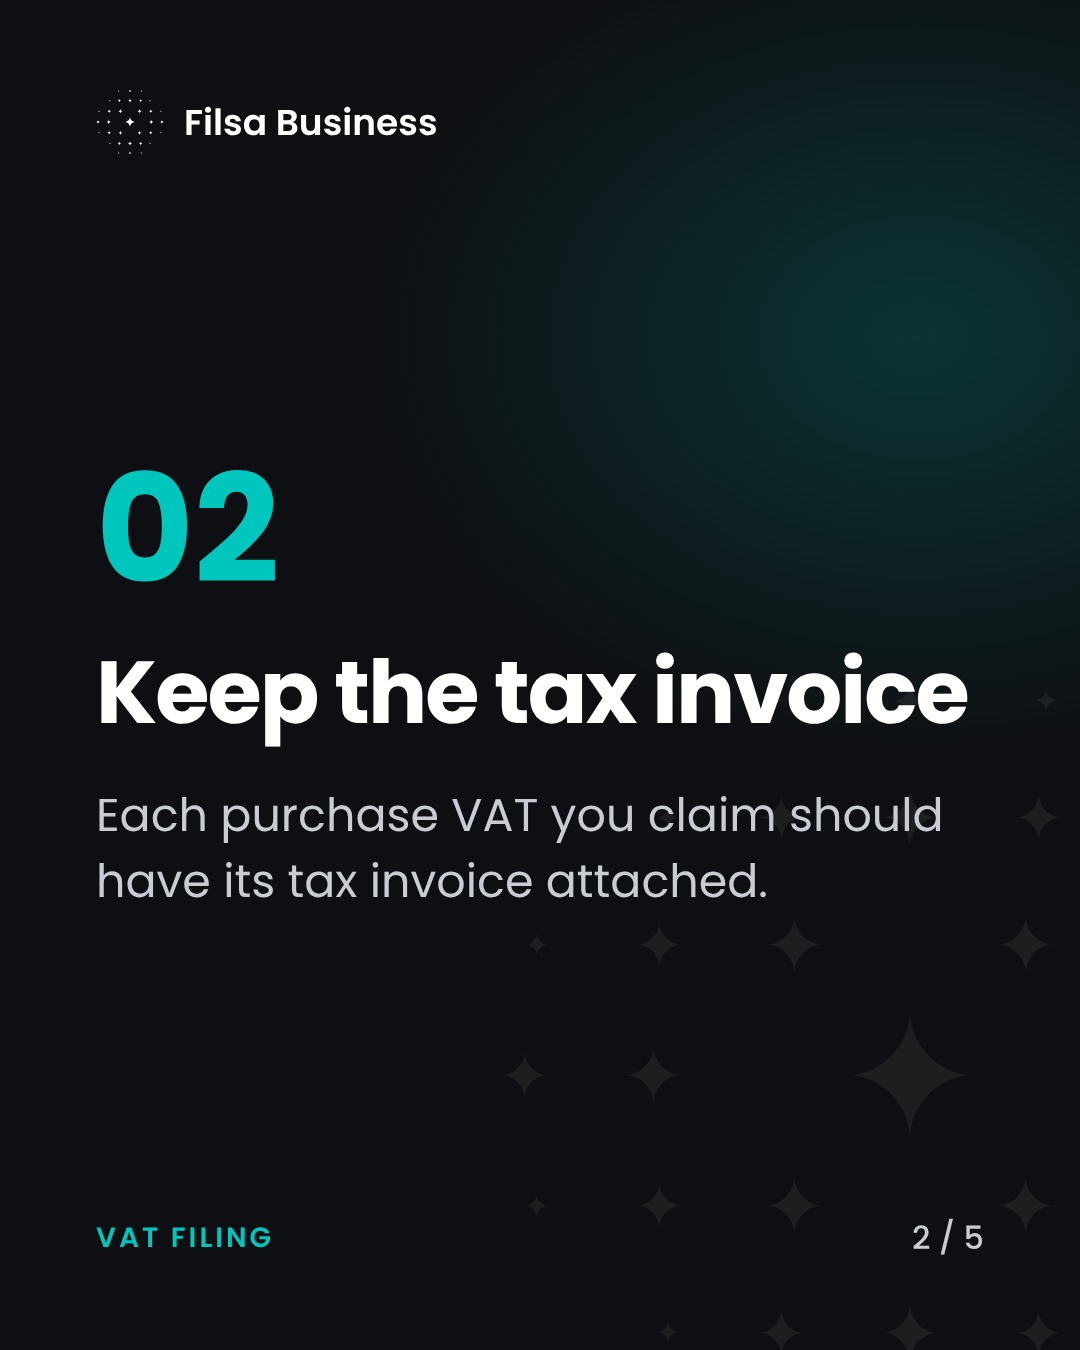 Filsa Business
02
Keep the tax invoice
Each purchase VAT you claim should
have its tax invoice attached.
VAT FILING
2 / 5